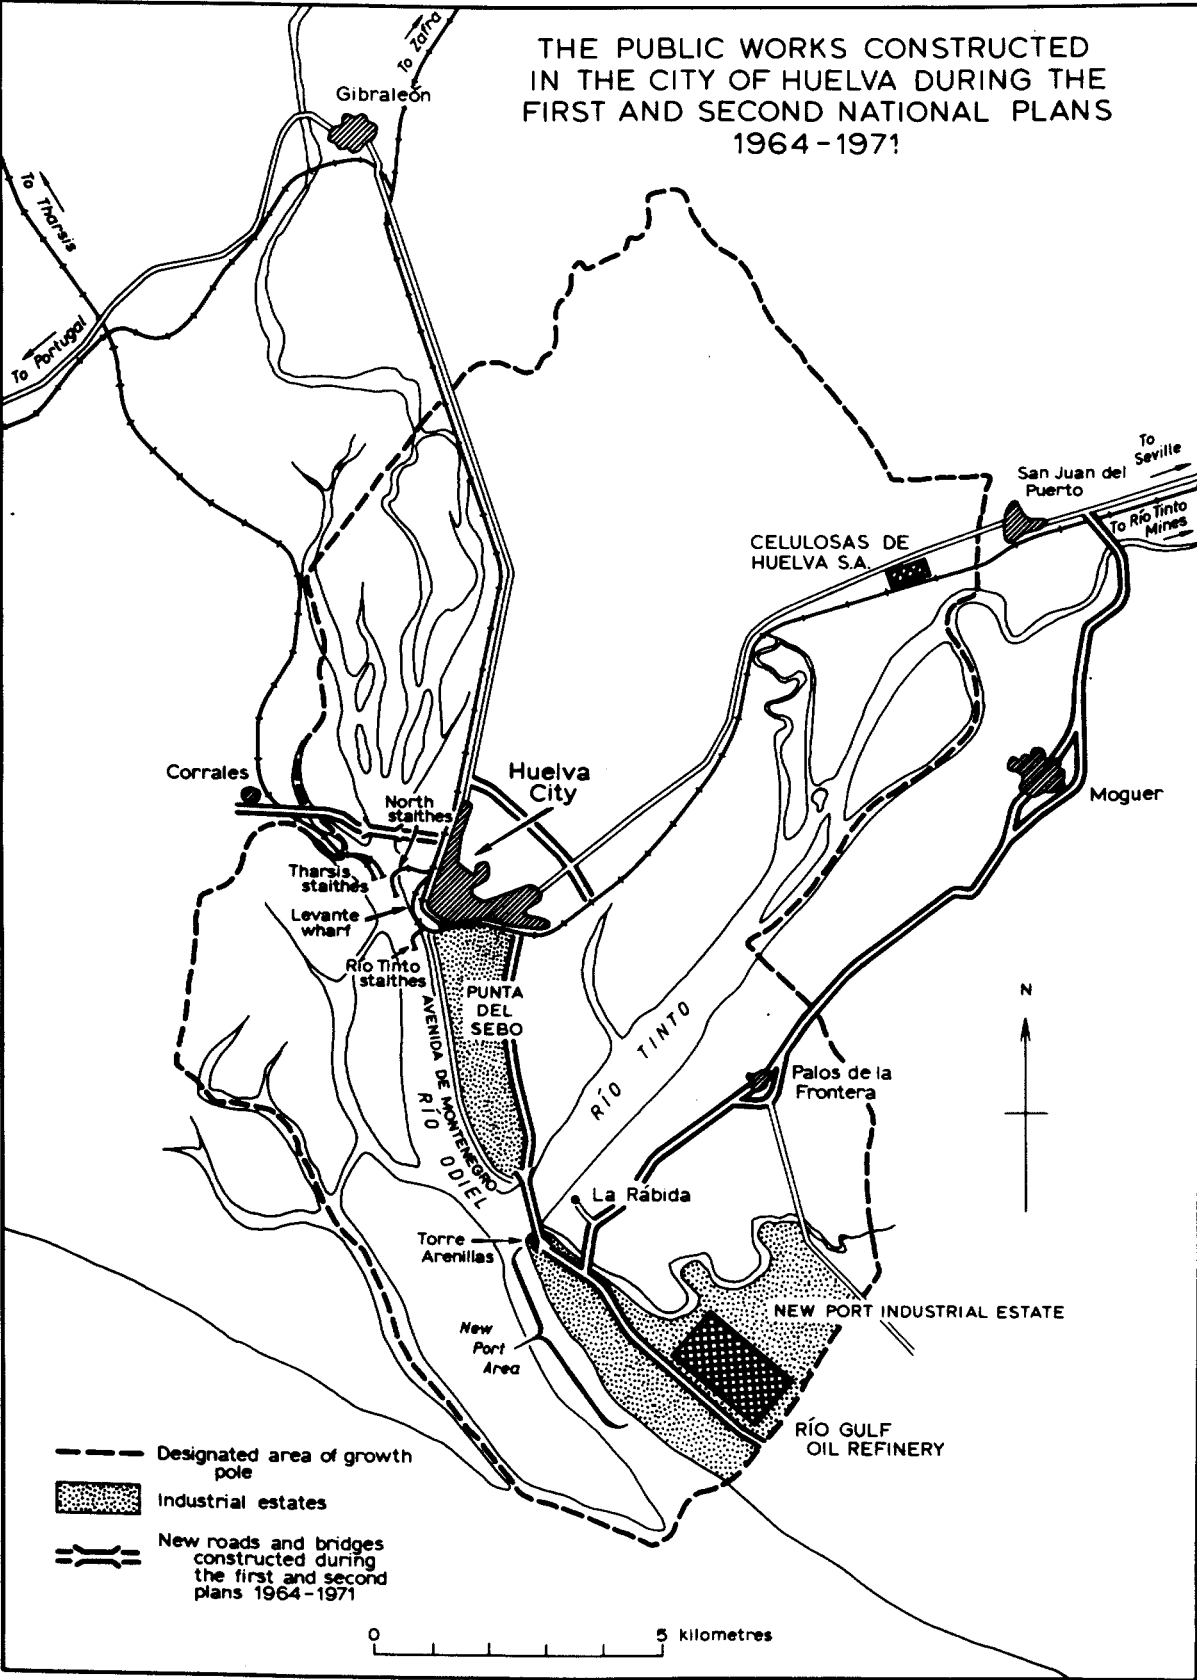 THE PUBLIC WORKS CONSTRUCTED
IN THE CITY OF HUELVA DURING THE
FIRST AND SECOND NATIONAL PLANS
1964-1971
To Zafra
Gibraleón
To Tharsis
To Portugal
To
Seville
San Juan del
Puerto
To Río Tinto
Mines
CELULOSAS DE
HUELVA S.A.
Corrales
Huelva
City
North
staithes
Moguer
Tharsis
staithes
Levante
wharf
Río Tinto
staithes
PUNTA
DEL
SEBO
AVENIDA DE MONTENEGRO
RÍO ODIEL
RÍO TINTO
N
Palos de la
Frontera
La Rábida
Torre
Arenillas
NEW PORT INDUSTRIAL ESTATE
New
Port
Area
RÍO GULF
OIL REFINERY
Designated area of growth
pole
Industrial estates
New roads and bridges
constructed during
the first and second
plans 1964-1971
0 5 kilometres